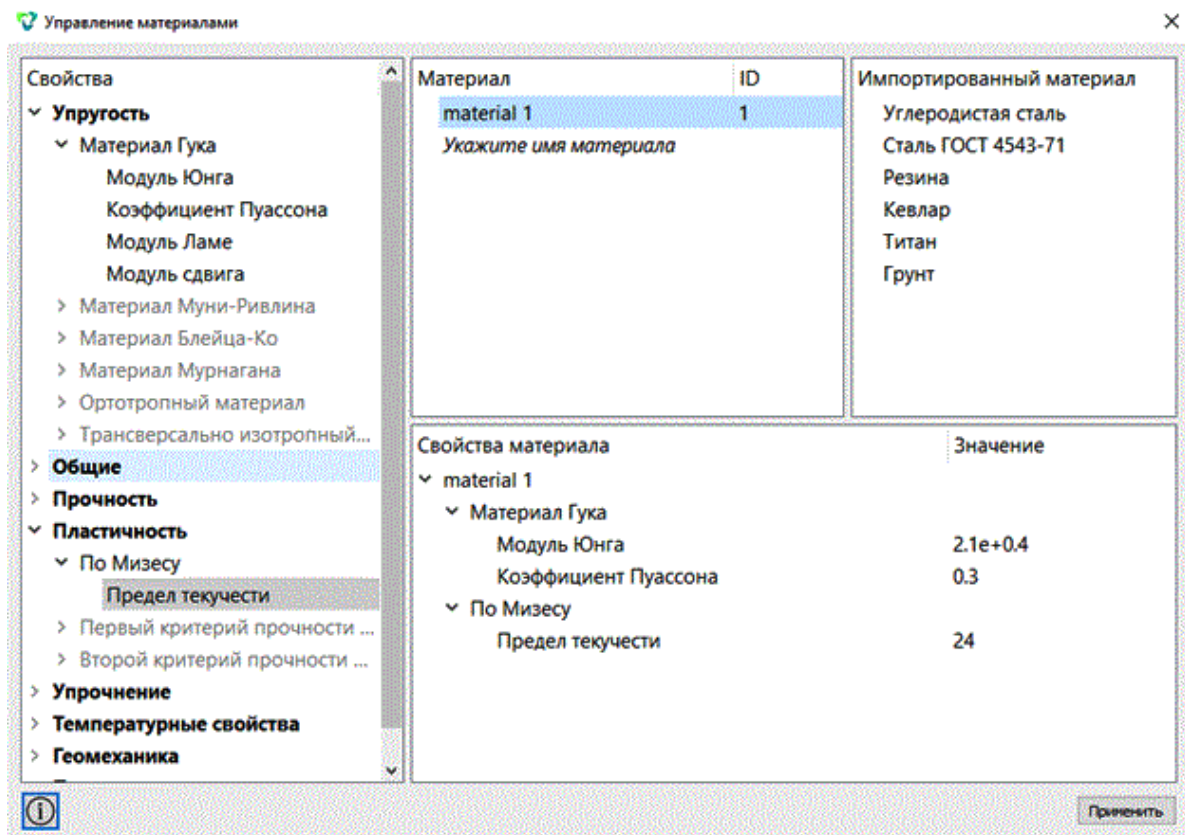 Управление материалами
Свойства
Упругость
Материал Гука
Модуль Юнга
Коэффициент Пуассона
Модуль Ламе
Модуль сдвига
Материал Муни-Ривлина
Материал Блейца-Ко
Материал Мурнагана
Ортотропный материал
Трансверсально изотропный...
Общие
Прочность
Пластичность
По Мизесу
Предел текучести
Первый критерий прочности ...
Второй критерий прочности ...
Упрочнение
Температурные свойства
Геомеханика
Материал ID
material 1 1
Укажите имя материала
Импортированный материал
Углеродистая сталь
Сталь ГОСТ 4543-71
Резина
Кевлар
Титан
Грунт
Свойства материала Значение
material 1
Материал Гука
Модуль Юнга 2.1e+0.4
Коэффициент Пуассона 0.3
По Мизесу
Предел текучести 24
Применить